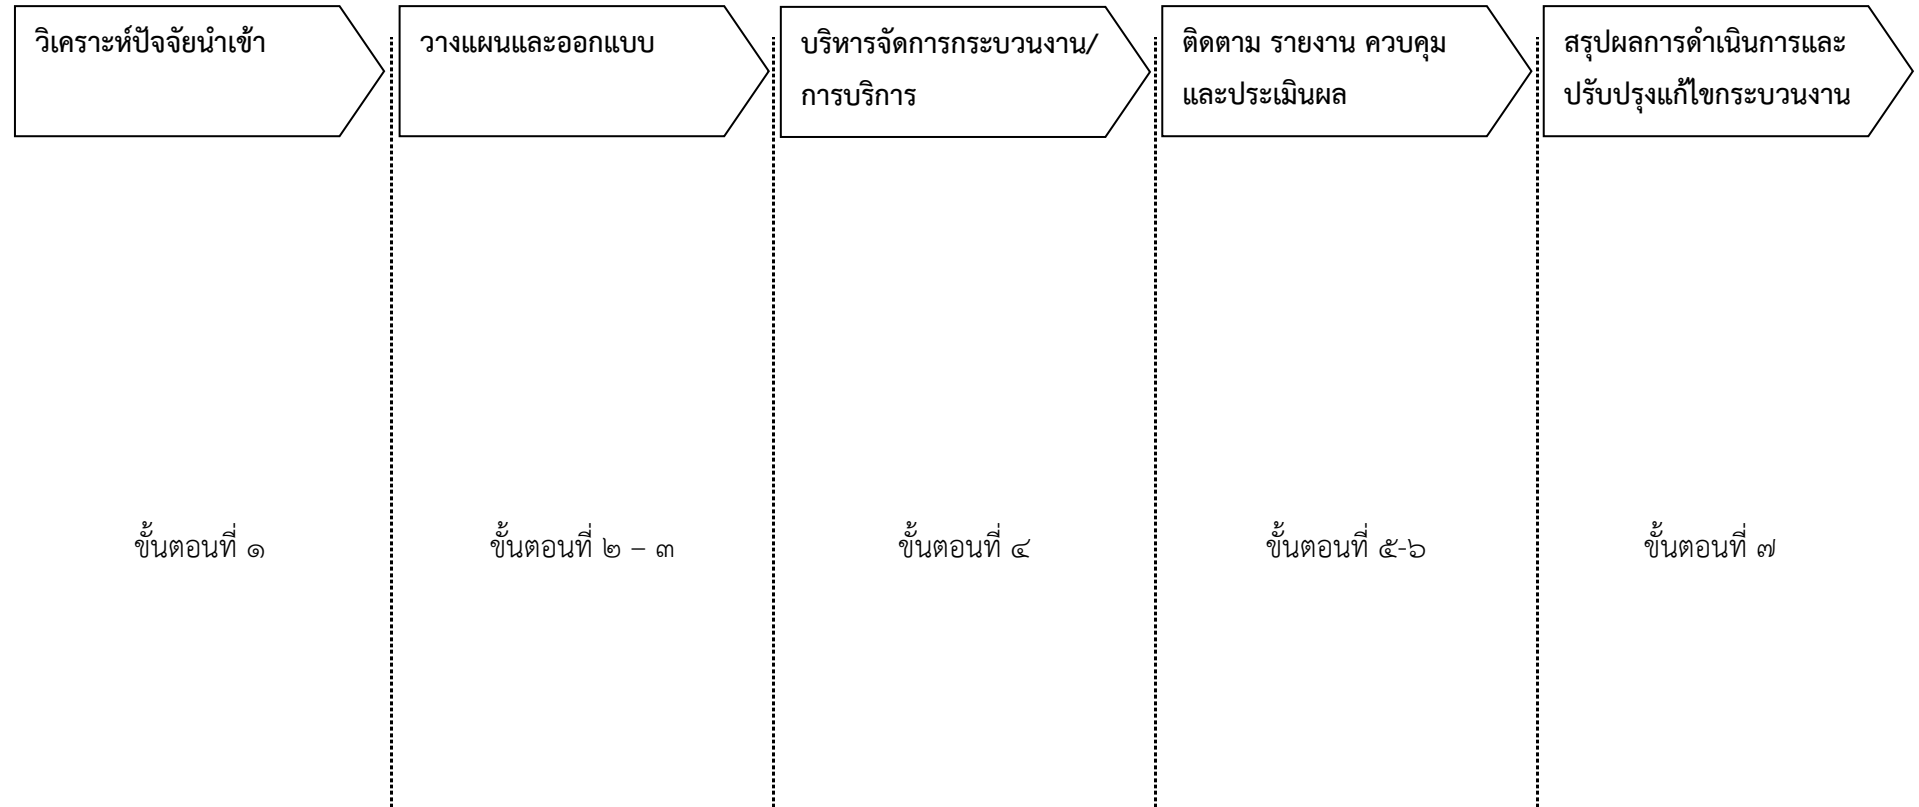 วิเคราะห์ปัจจัยนำเข้า
วางแผนและออกแบบ
บริหารจัดการกระบวนงาน/
การบริการ
ติดตาม รายงาน ควบคุม
และประเมินผล
สรุปผลการดำเนินการและ
ปรับปรุงแก้ไขกระบวนงาน
ขั้นตอนที่ ๑
ขั้นตอนที่ ๒ – ๓
ขั้นตอนที่ ๔
ขั้นตอนที่ ๕-๖
ขั้นตอนที่ ๗